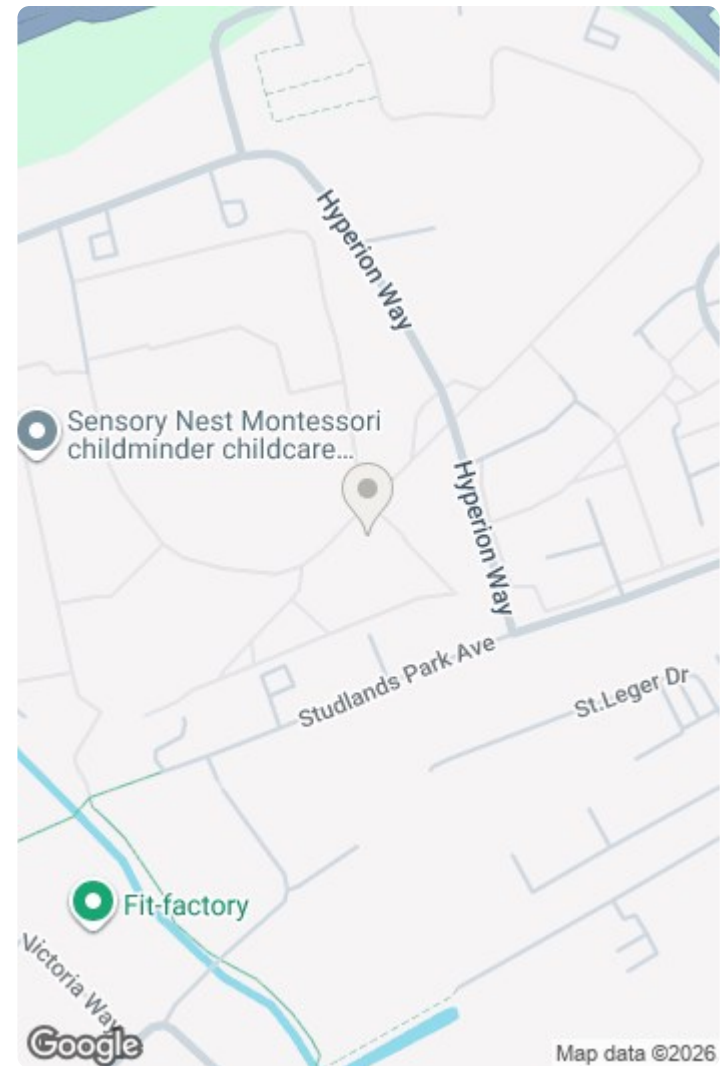 Hyperion Way
Sensory Nest Montessori
childminder childcare...
Hyperion Way
Studlands Park Ave
St.Leger Dr
Fit-factory
Victoria Way
Google
Map data ©2026